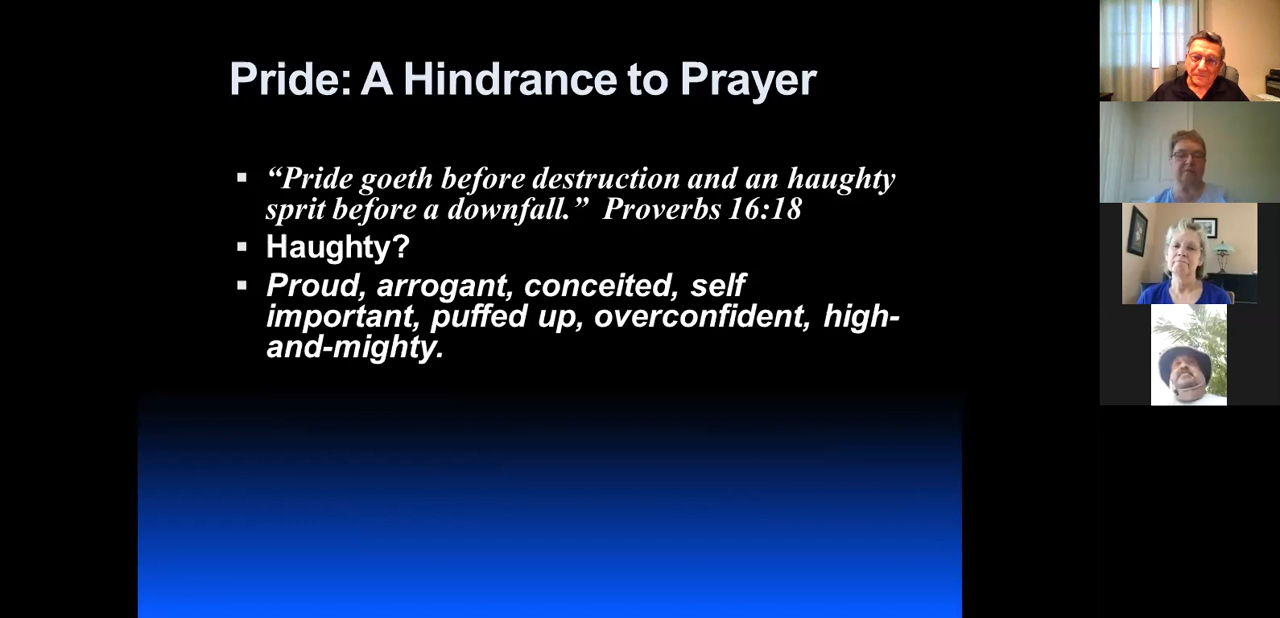 Pride: A Hindrance to Prayer
▪ “Pride goeth before destruction and an haughty
sprit before a downfall.” Proverbs 16:18
▪ Haughty?
▪ Proud, arrogant, conceited, self
important, puffed up, overconfident, high-
and-mighty.